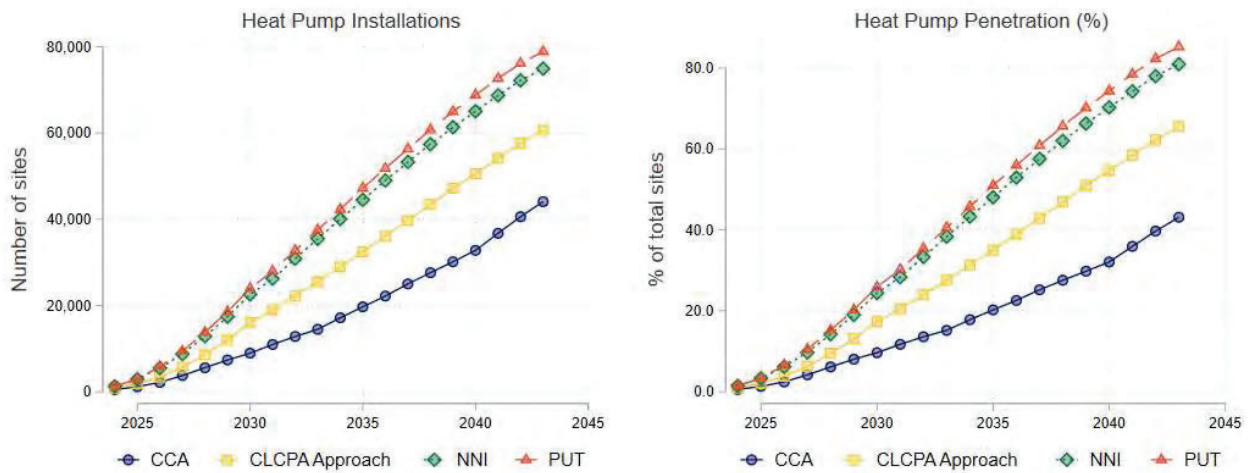 Heat Pump Installations
Number of sites
80,000
60,000
40,000
20,000
0
2025 2030 2035 2040 2045
CCA CLCPA Approach NNI PUT
Heat Pump Penetration (%)
% of total sites
80.0
60.0
40.0
20.0
0.0
2025 2030 2035 2040 2045
CCA CLCPA Approach NNI PUT